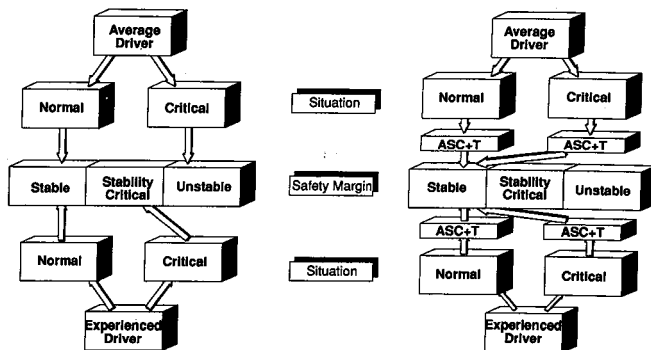 Average
Driver
Normal
Critical
Stable
Stability
Critical
Unstable
Normal
Critical
Experienced
Driver
Situation
Safety Margin
Situation
Average
Driver
Normal
Critical
ASC+T
ASC+T
Stable
Stability
Critical
Unstable
ASC+T
ASC+T
Normal
Critical
Experienced
Driver